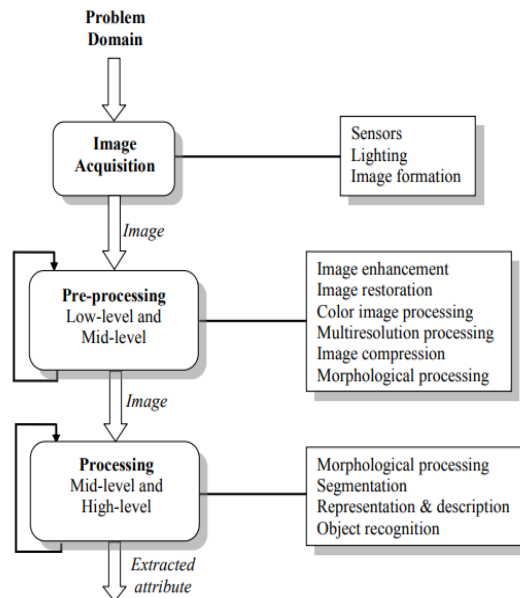 Problem
Domain
Image
Acquisition
Sensors
Lighting
Image formation
Image
Pre-processing
Low-level and
Mid-level
Image enhancement
Image restoration
Color image processing
Multiresolution processing
Image compression
Morphological processing
Image
Processing
Mid-level and
High-level
Morphological processing
Segmentation
Representation & description
Object recognition
Extracted
attribute